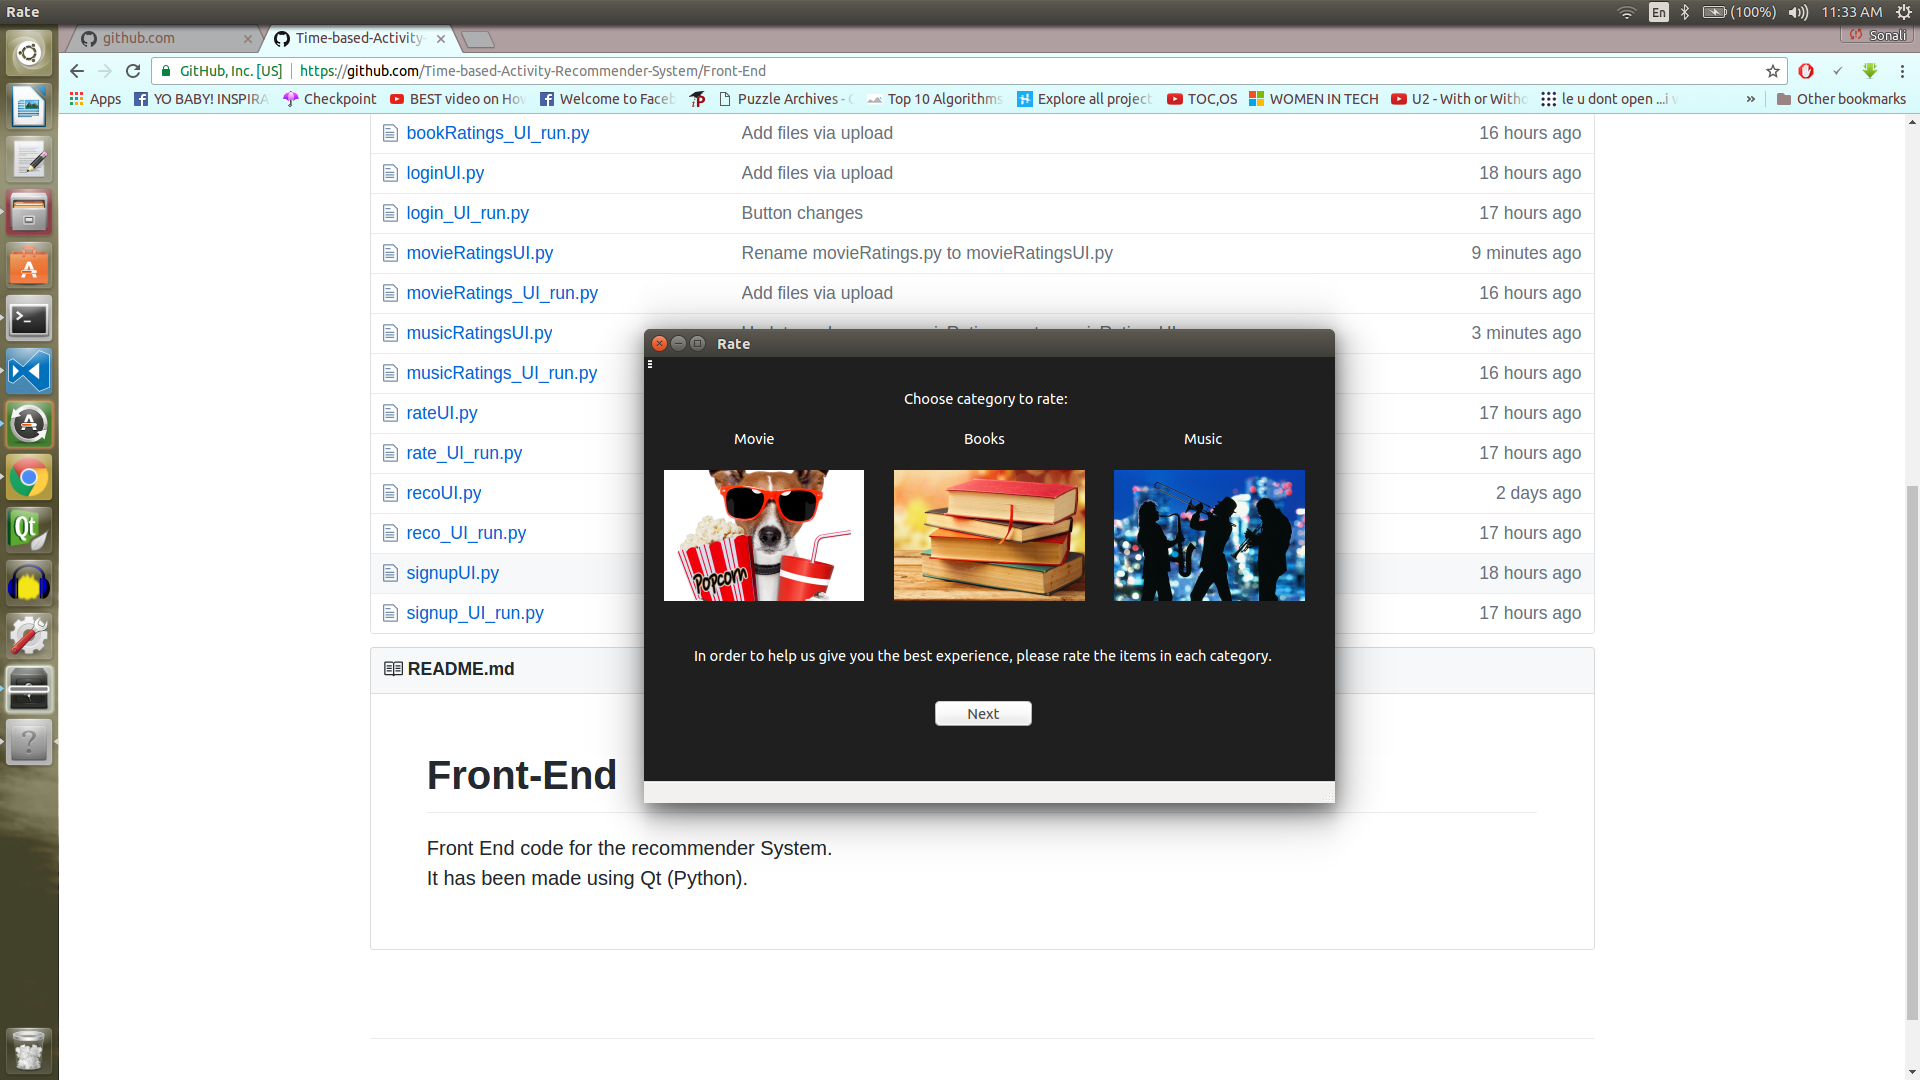 Rate
En
(100%)
11:33 AM
github.com
Time-based-Activity-
Sonali
GitHub, Inc. [US]
https://github.com/Time-based-Activity-Recommender-System/Front-End
Apps
YO BABY! INSPIRA
Checkpoint
BEST video on How
Welcome to Faceb
Puzzle Archives -
Top 10 Algorithms
Explore all project
TOC,OS
WOMEN IN TECH
U2 - With or Witho
le u dont open ...i
»
Other bookmarks
bookRatings_UI_run.py Add files via upload 16 hours ago
loginUI.py Add files via upload 18 hours ago
login_UI_run.py Button changes 17 hours ago
movieRatingsUI.py Rename movieRatings.py to movieRatingsUI.py 9 minutes ago
movieRatings_UI_run.py Add files via upload 16 hours ago
musicRatingsUI.py 3 minutes ago
musicRatings_UI_run.py 16 hours ago
rateUI.py 17 hours ago
rate_UI_run.py 17 hours ago
recoUI.py 2 days ago
reco_UI_run.py 17 hours ago
signupUI.py 18 hours ago
signup_UI_run.py 17 hours ago
Rate
Choose category to rate:
Movie Books Music
Popcorn
In order to help us give you the best experience, please rate the items in each category.
Next
README.md
Front-End
Front End code for the recommender System.
It has been made using Qt (Python).
Qt